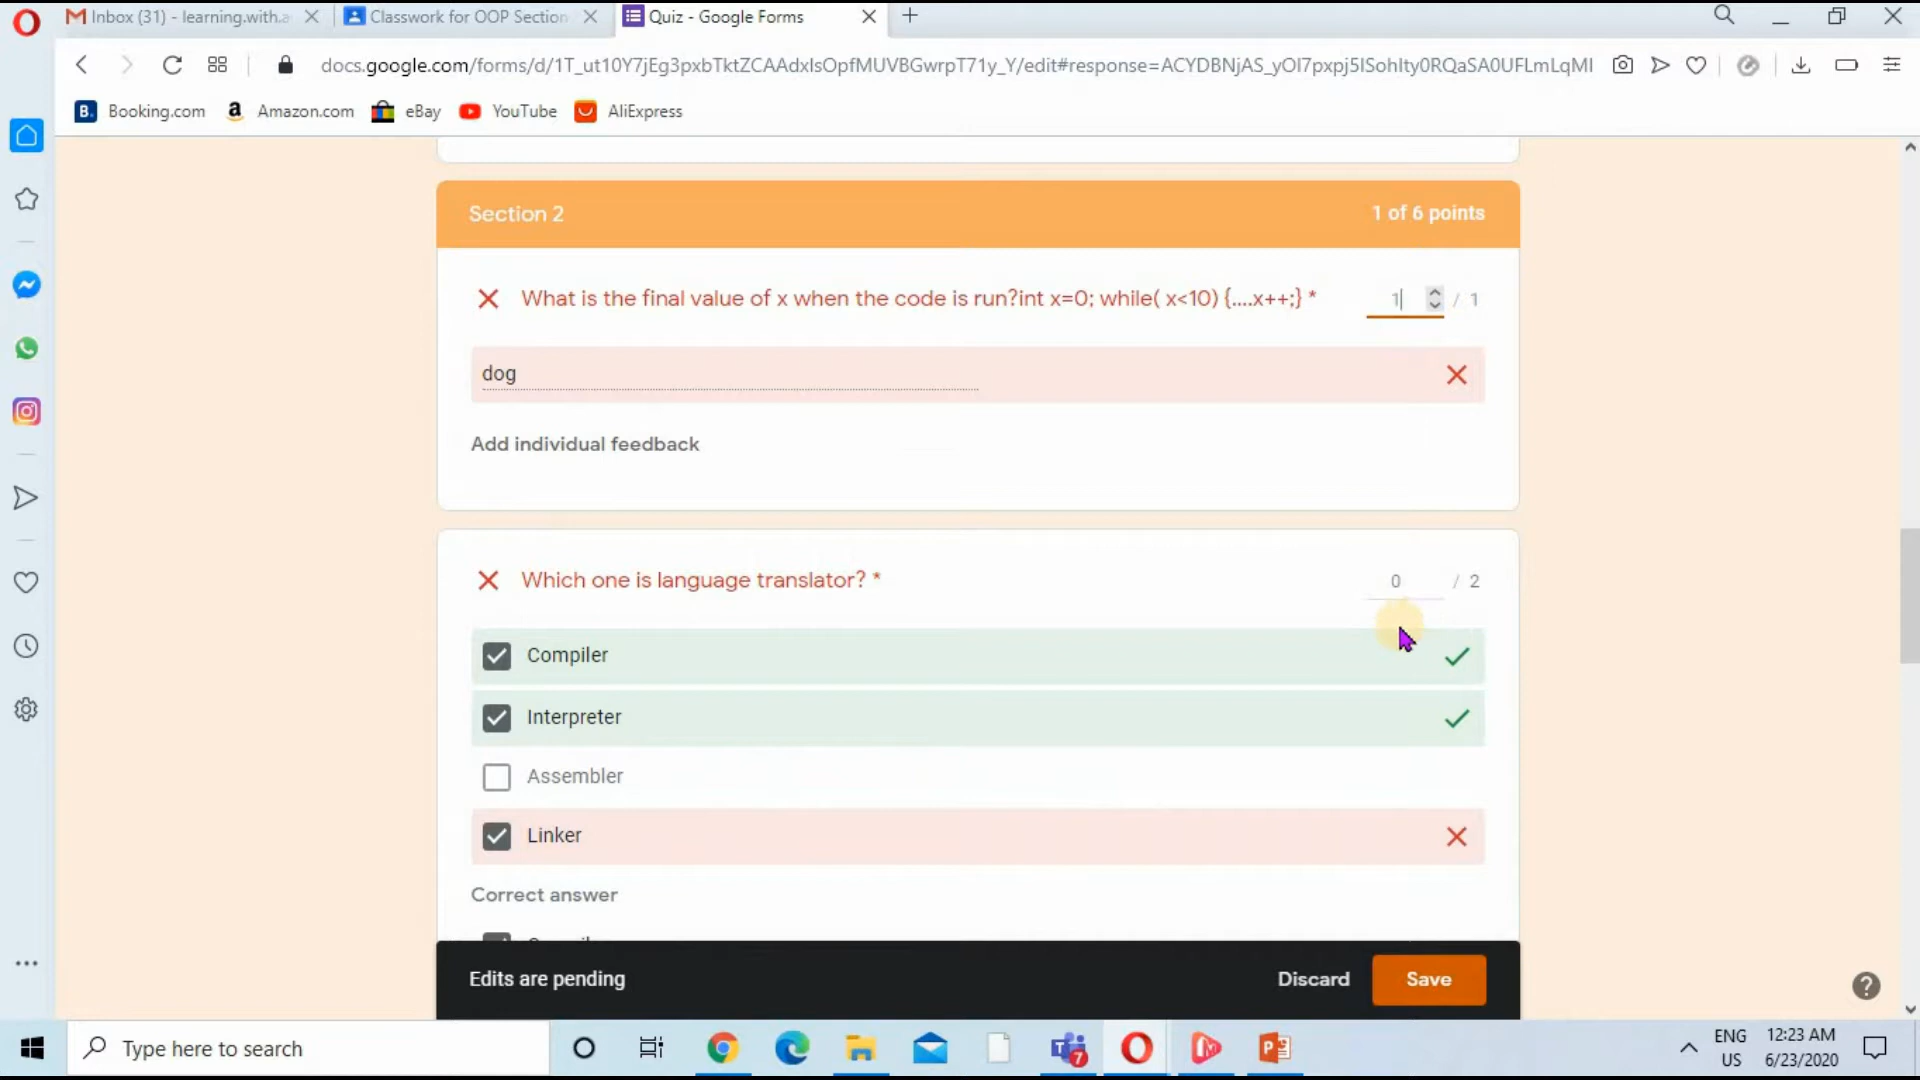 Inbox (31) - learning.with.a
Classwork for OOP Section
Quiz - Google Forms
docs.google.com/forms/d/1T_ut10Y7jEg3pxbTktZCAAdxIsOpfMUVBGwrpT71y_Y/edit#response=ACYDBNjAS_yOl7pxpj5ISohIty0RQaSA0UFLmLqMI
B. Booking.com
a Amazon.com
eBay
YouTube
AliExpress
Section 2
1 of 6 points
What is the final value of x when the code is run?int x=0; while( x<10) {....x++;} *
1 / 1
dog
Add individual feedback
Which one is language translator? *
0 / 2
Compiler
Interpreter
Assembler
Linker
Correct answer
Edits are pending
Discard
Save
Type here to search
7
ENG
US
12:23 AM
6/23/2020